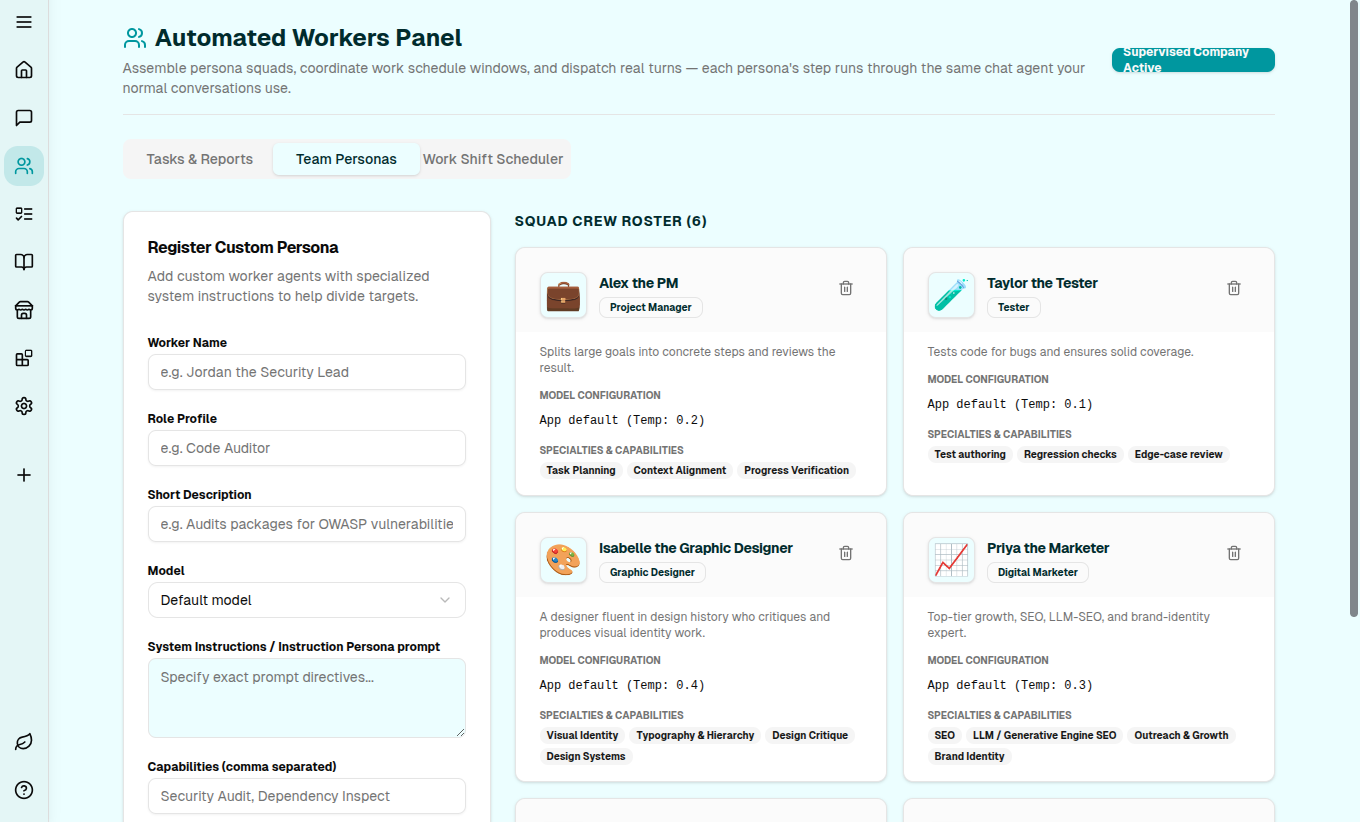 Automated Workers Panel
Assemble persona squads, coordinate work schedule windows, and dispatch real turns — each persona's step runs through the same chat agent your
normal conversations use.
Supervised Company
Active
Tasks & Reports
Team Personas
Work Shift Scheduler
Register Custom Persona
Add custom worker agents with specialized
system instructions to help divide targets.
Worker Name
e.g. Jordan the Security Lead
Role Profile
e.g. Code Auditor
Short Description
e.g. Audits packages for OWASP vulnerabilitie
Model
Default model
System Instructions / Instruction Persona prompt
Specify exact prompt directives...
Capabilities (comma separated)
Security Audit, Dependency Inspect
SQUAD CREW ROSTER (6)
Alex the PM
Project Manager
Splits large goals into concrete steps and reviews the
result.
MODEL CONFIGURATION
App default (Temp: 0.2)
SPECIALTIES & CAPABILITIES
Task Planning
Context Alignment
Progress Verification
Taylor the Tester
Tester
Tests code for bugs and ensures solid coverage.
MODEL CONFIGURATION
App default (Temp: 0.1)
SPECIALTIES & CAPABILITIES
Test authoring
Regression checks
Edge-case review
Isabelle the Graphic Designer
Graphic Designer
A designer fluent in design history who critiques and
produces visual identity work.
MODEL CONFIGURATION
App default (Temp: 0.4)
SPECIALTIES & CAPABILITIES
Visual Identity
Typography & Hierarchy
Design Critique
Design Systems
Priya the Marketer
Digital Marketer
Top-tier growth, SEO, LLM-SEO, and brand-identity
expert.
MODEL CONFIGURATION
App default (Temp: 0.3)
SPECIALTIES & CAPABILITIES
SEO
LLM / Generative Engine SEO
Outreach & Growth
Brand Identity